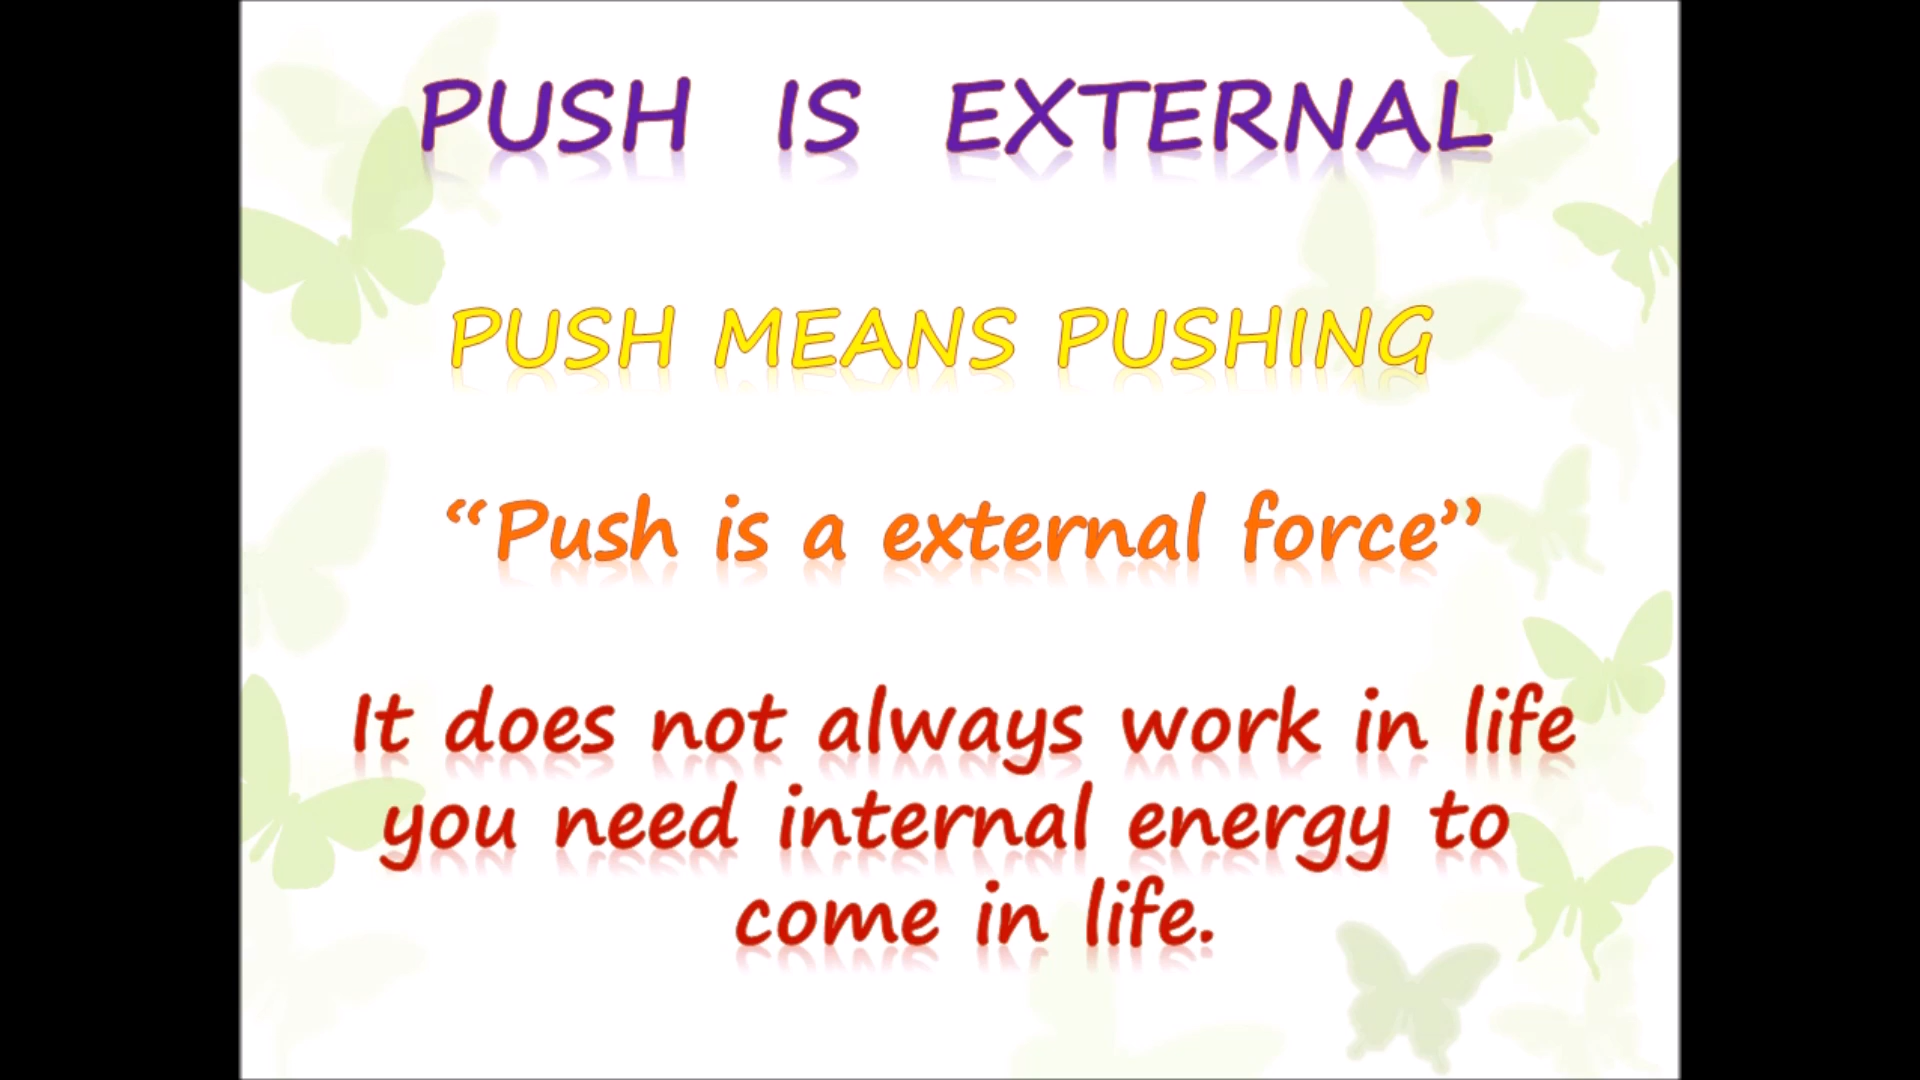 PUSH IS EXTERNAL
PUSH MEANS PUSHING
“Push is a external force”
It does not always work in life
you need internal energy to
come in life.